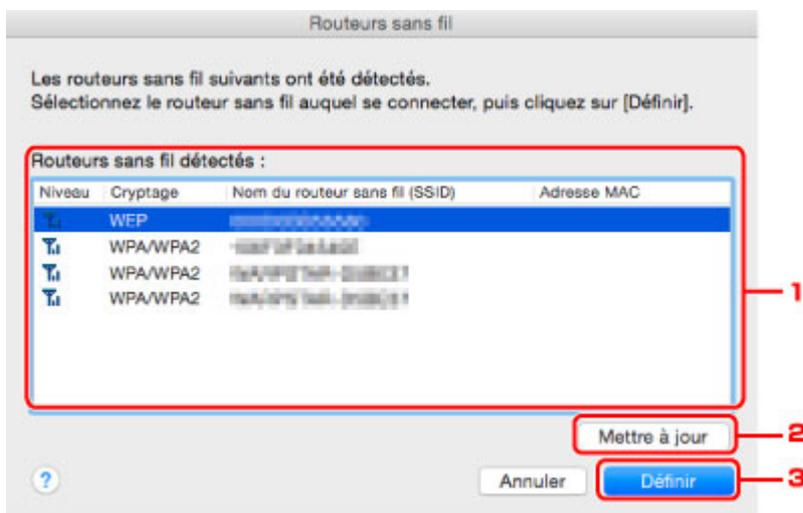 Routeurs sans fil
Les routeurs sans fil suivants ont été détectés.
Sélectionnez le routeur sans fil auquel se connecter, puis cliquez sur [Définir].
Routeurs sans fil détectés :
Niveau Cryptage Nom du routeur sans fil (SSID) Adresse MAC
WEP
WPA/WPA2
WPA/WPA2
WPA/WPA2
1
Mettre à jour
2
?
Annuler
Définir
3